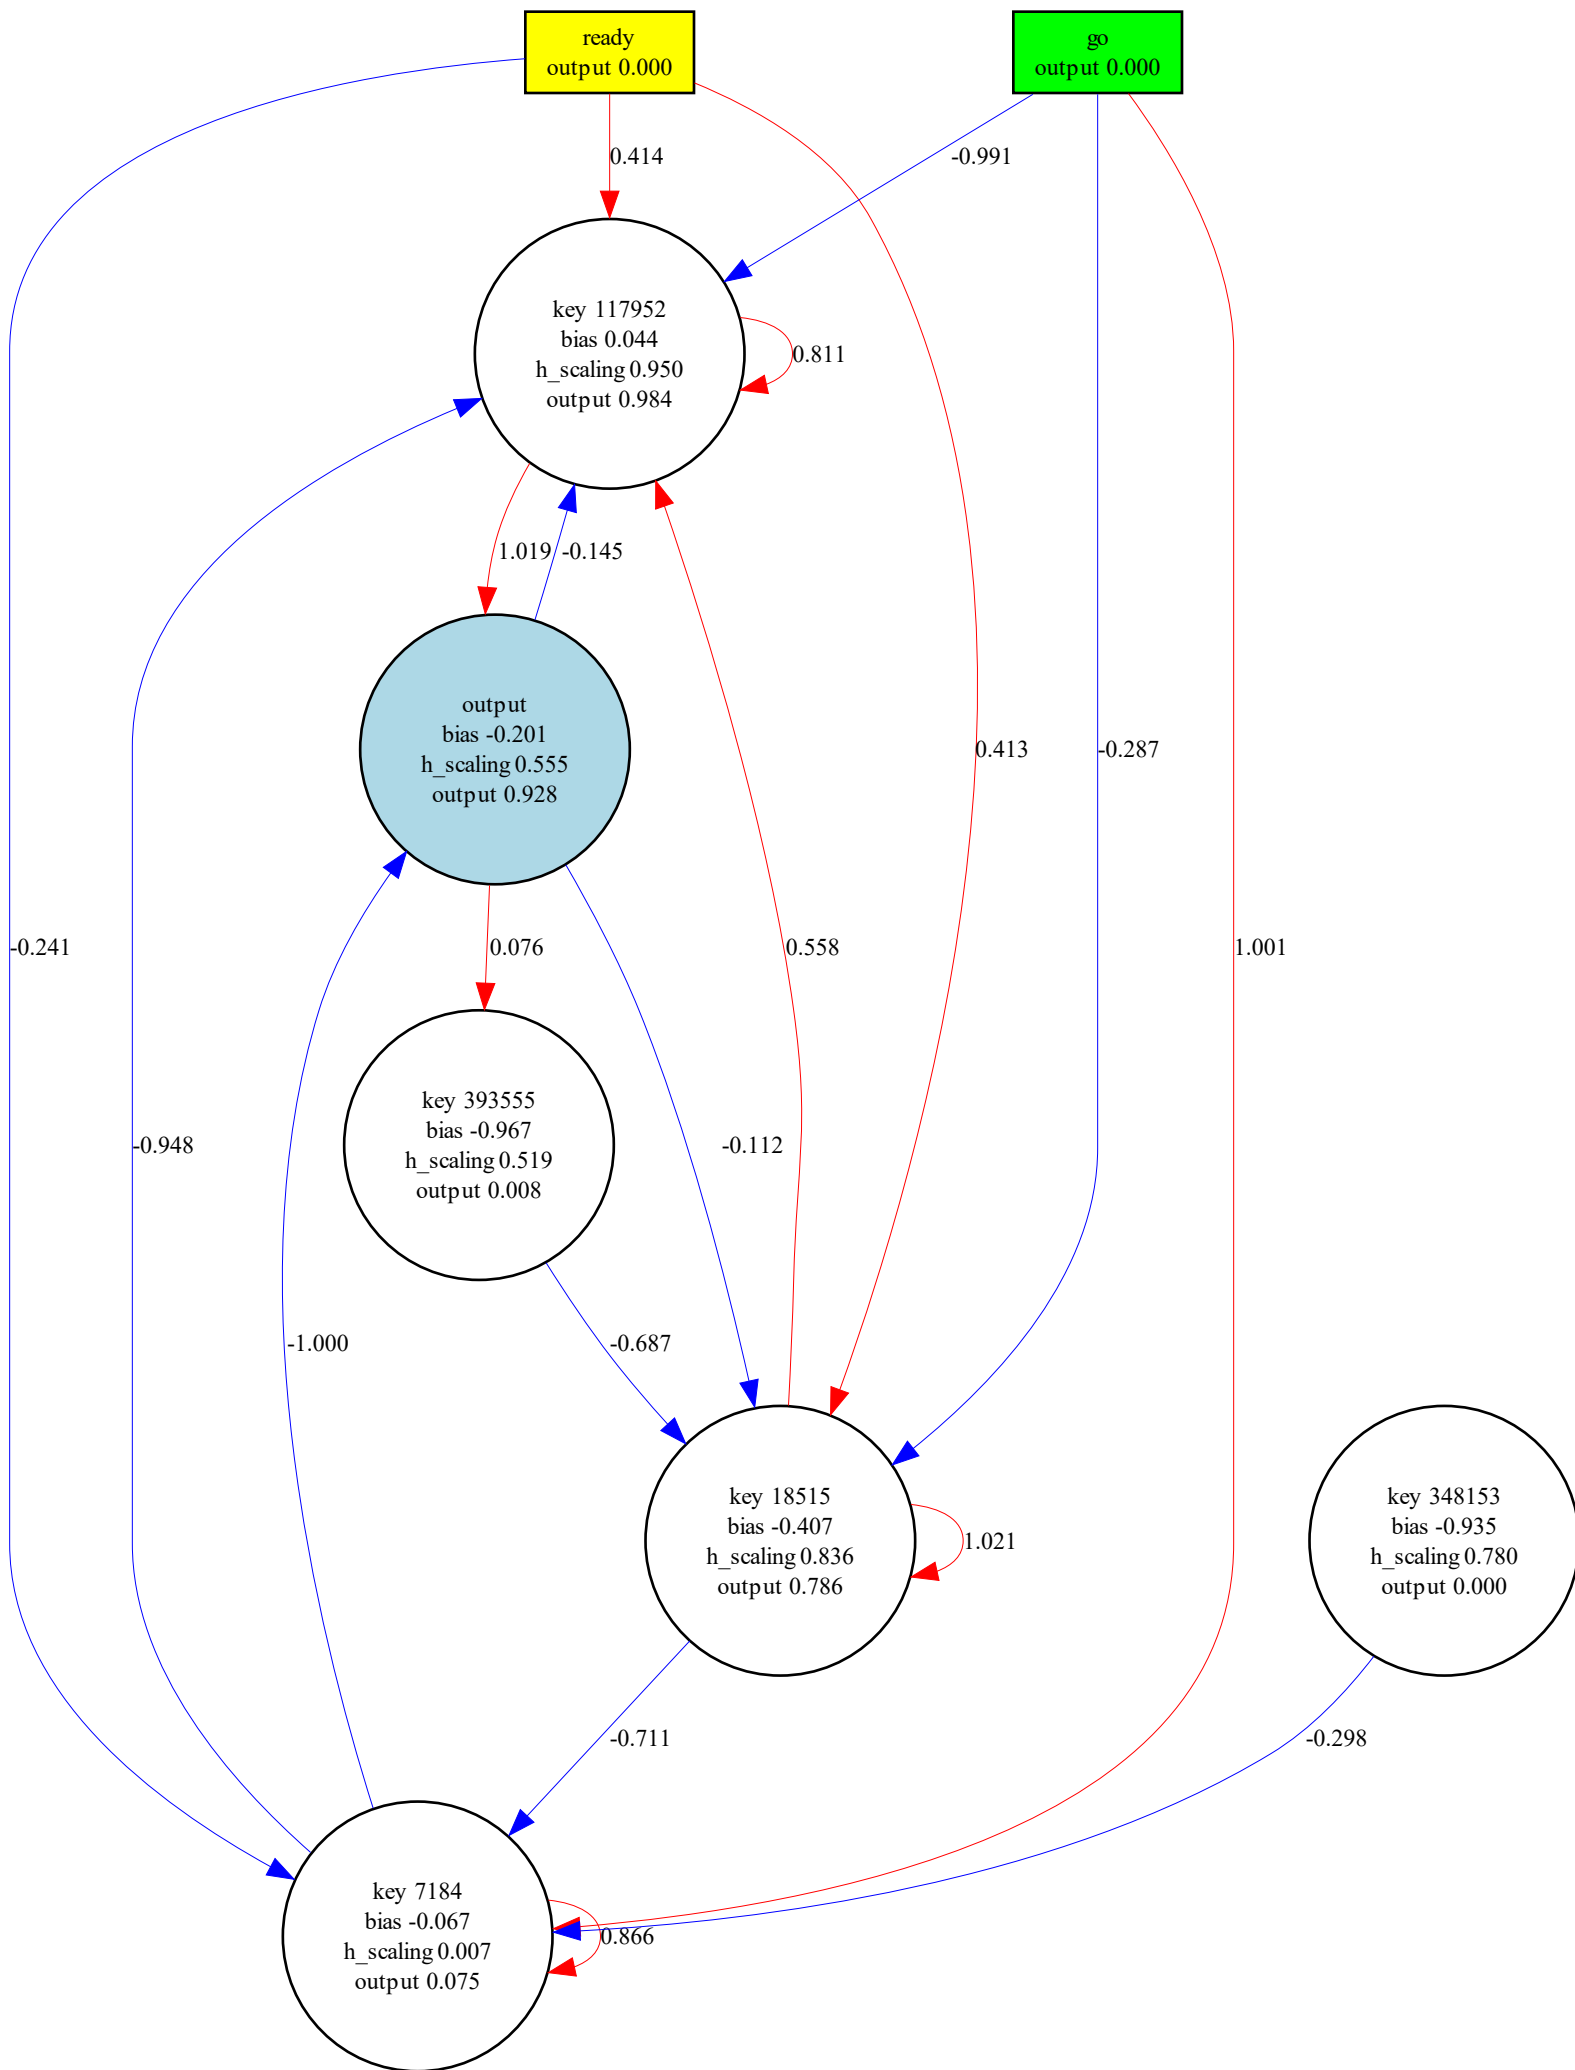 ready
output 0.000
go
output 0.000
0.414
-0.991
key 117952
bias 0.044
h_scaling 0.950
output 0.984
0.811
1.019
-0.145
output
bias -0.201
h_scaling 0.555
output 0.928
0.413
-0.287
-0.241
0.076
0.558
1.001
key 393555
bias -0.967
h_scaling 0.519
output 0.008
-0.948
-0.112
-1.000
-0.687
key 18515
bias -0.407
h_scaling 0.836
output 0.786
1.021
key 348153
bias -0.935
h_scaling 0.780
output 0.000
-0.711
-0.298
key 7184
bias -0.067
h_scaling 0.007
output 0.075
0.866